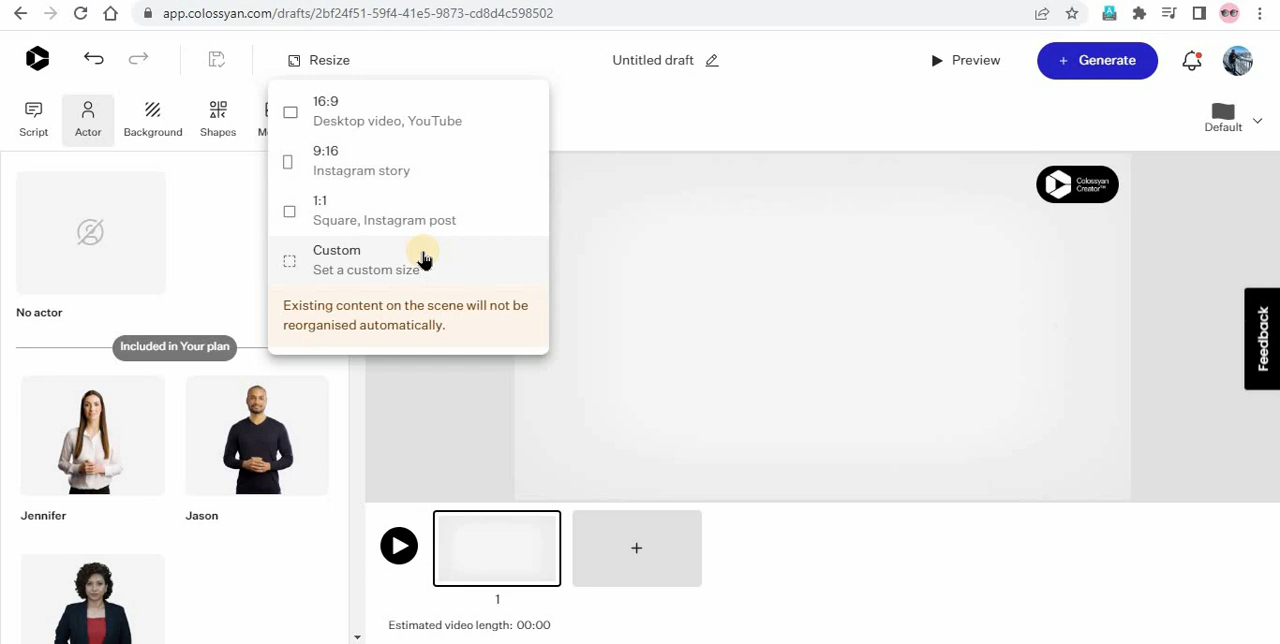 app.colossyan.com/drafts/2bf24f51-59f4-41e5-9873-cd8d4c598502
Resize
Untitled draft
Preview
+ Generate
Script
Actor
Background
Shapes
Default
16:9
Desktop video, YouTube
9:16
Instagram story
1:1
Square, Instagram post
Custom
Set a custom size
Existing content on the scene will not be
reorganised automatically.
Colossyan
Creator™
No actor
Included in Your plan
Feedback
Jennifer
Jason
+
1
Estimated video length: 00:00